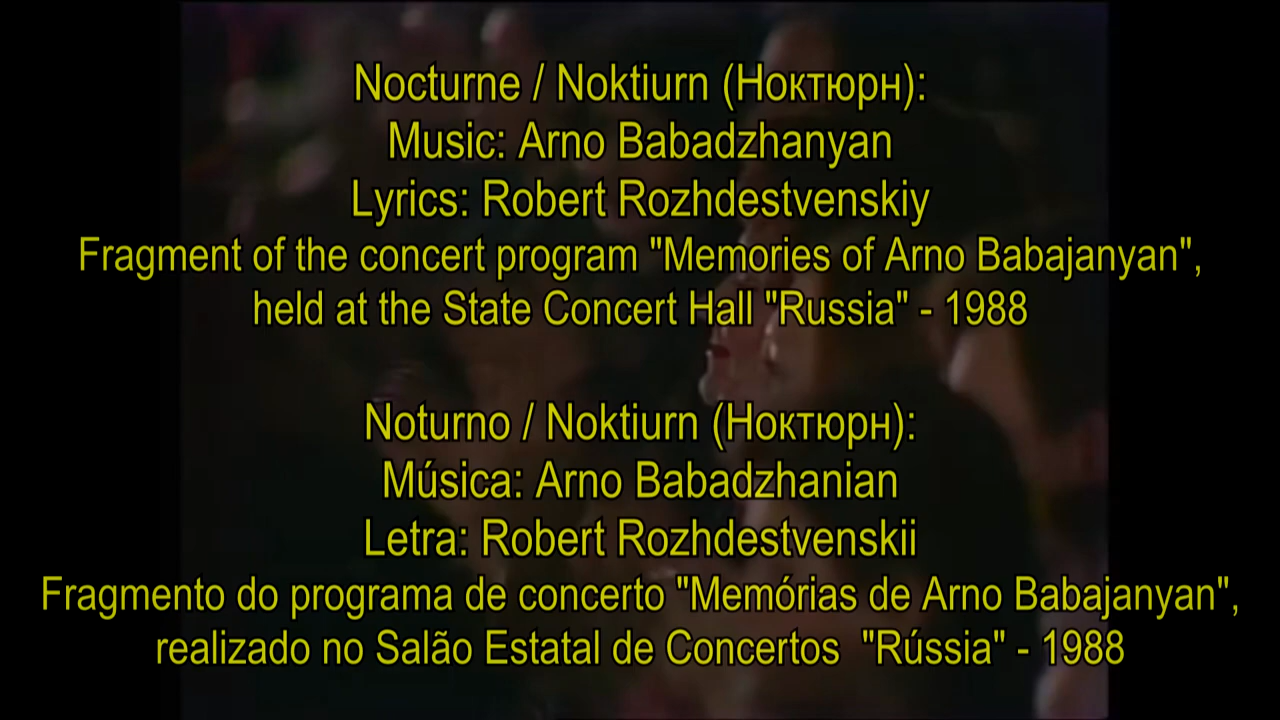 Nocturne / Noktiurn (Ноктюрн):
Music: Arno Babadzhanyan
Lyrics: Robert Rozhdestvenskiy
Fragment of the concert program "Memories of Arno Babajanyan",
held at the State Concert Hall "Russia" - 1988
Noturno / Noktiurn (Ноктюрн):
Música: Arno Babadzhanian
Letra: Robert Rozhdestvenskii
Fragmento do programa de concerto "Memórias de Arno Babajanyan",
realizado no Salão Estatal de Concertos "Rússia" - 1988